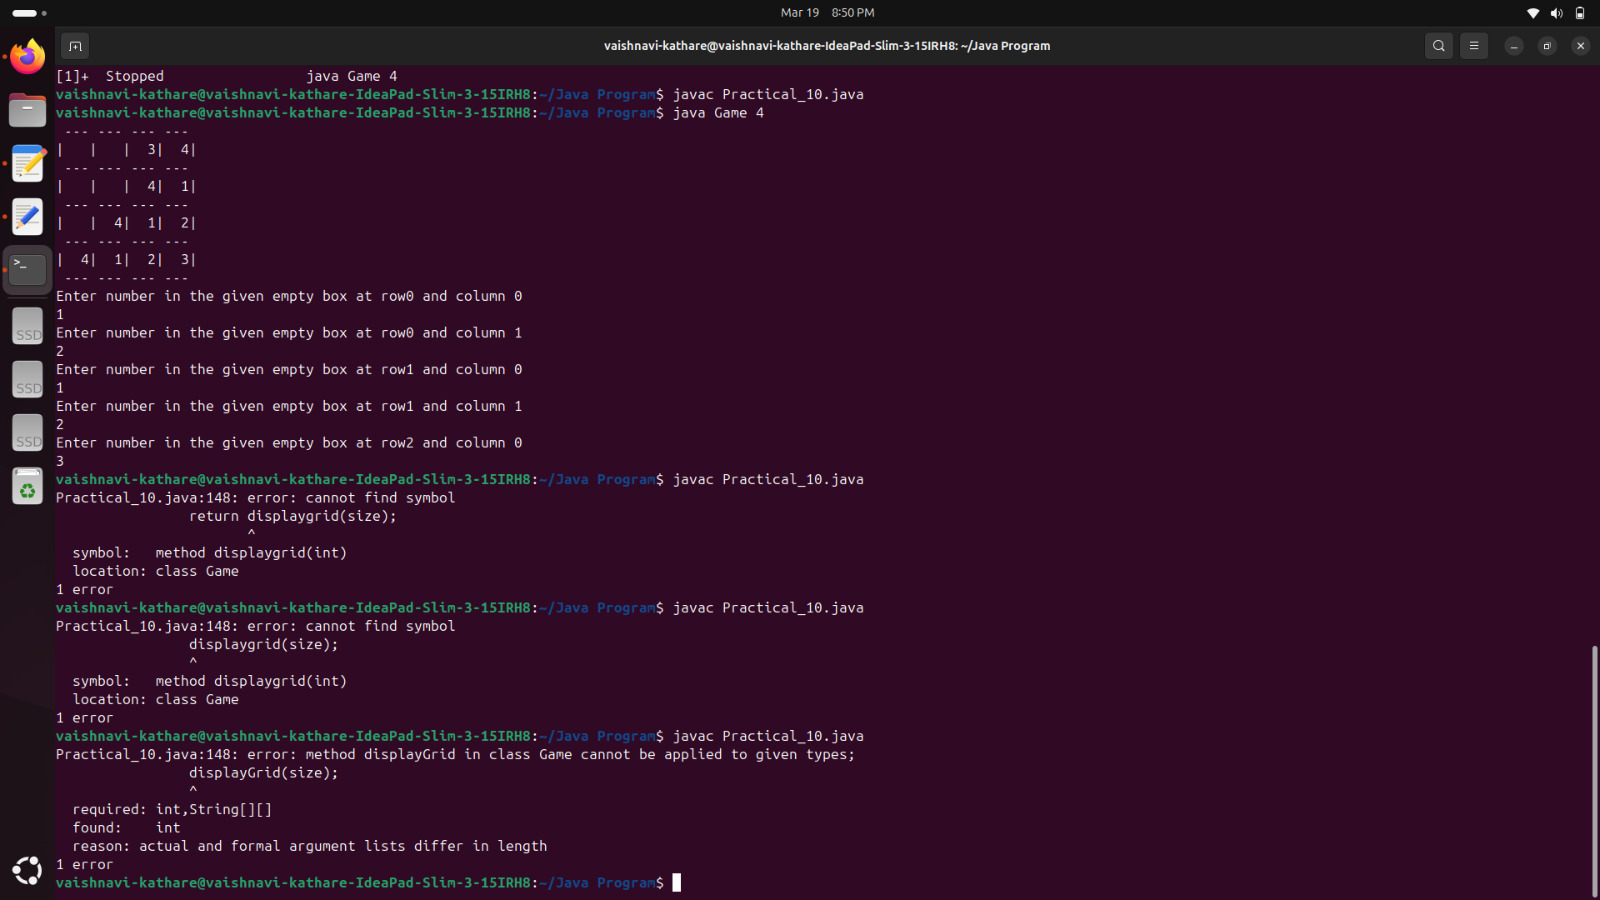 Mar 19 8:50 PM
vaishnavi-kathare@vaishnavi-kathare-IdeaPad-Slim-3-15IRH8: ~/Java Program
[1]+  Stopped                 java Game 4
vaishnavi-kathare@vaishnavi-kathare-IdeaPad-Slim-3-15IRH8:~/Java Program$ javac Practical_10.java
vaishnavi-kathare@vaishnavi-kathare-IdeaPad-Slim-3-15IRH8:~/Java Program$ java Game 4
 --- --- --- ---
|   |   |  3|  4|
 --- --- --- ---
|   |   |  4|  1|
 --- --- --- ---
|   |  4|  1|  2|
 --- --- --- ---
|  4|  1|  2|  3|
 --- --- --- ---
Enter number in the given empty box at row0 and column 0
1
Enter number in the given empty box at row0 and column 1
2
Enter number in the given empty box at row1 and column 0
1
Enter number in the given empty box at row1 and column 1
2
Enter number in the given empty box at row2 and column 0
3
vaishnavi-kathare@vaishnavi-kathare-IdeaPad-Slim-3-15IRH8:~/Java Program$ javac Practical_10.java
Practical_10.java:148: error: cannot find symbol
                return displaygrid(size);
                       ^
  symbol:   method displaygrid(int)
  location: class Game
1 error
vaishnavi-kathare@vaishnavi-kathare-IdeaPad-Slim-3-15IRH8:~/Java Program$ javac Practical_10.java
Practical_10.java:148: error: cannot find symbol
                displaygrid(size);
                ^
  symbol:   method displaygrid(int)
  location: class Game
1 error
vaishnavi-kathare@vaishnavi-kathare-IdeaPad-Slim-3-15IRH8:~/Java Program$ javac Practical_10.java
Practical_10.java:148: error: method displayGrid in class Game cannot be applied to given types;
                displayGrid(size);
                ^
  required: int,String[][]
  found:    int
  reason: actual and formal argument lists differ in length
1 error
vaishnavi-kathare@vaishnavi-kathare-IdeaPad-Slim-3-15IRH8:~/Java Program$
>_
SSD
SSD
SSD